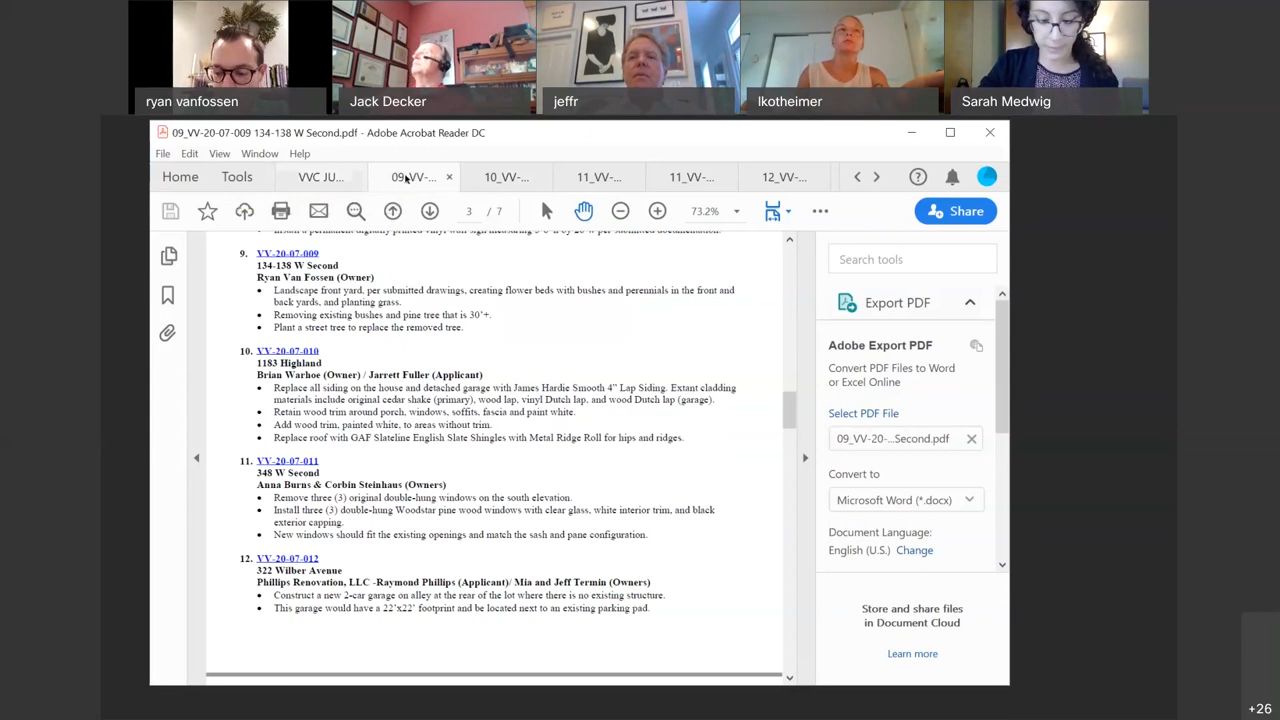 ryan vanfossen
Jack Decker
jeffr
lkotheimer
Sarah Medwig
09_VV-20-07-009 134-138 W Second.pdf - Adobe Acrobat Reader DC
File Edit View Window Help
Home Tools VVC JU... 09_VV-... × 10_VV-... 11_VV-... 11_VV-... 12_VV-...
3 / 7 73.2% Share
Install a permanent digitally printed vinyl wall sign measuring per submitted documentation.
9. VV-20-07-009
134-138 W Second
Ryan Van Fossen (Owner)
• Landscape front yard, per submitted drawings, creating flower beds with bushes and perennials in the front and
back yards, and planting grass.
• Removing existing bushes and pine tree that is 30'+.
• Plant a street tree to replace the removed tree.
10. VV-20-07-010
1183 Highland
Brian Warhoe (Owner) / Jarrett Fuller (Applicant)
• Replace all siding on the house and detached garage with James Hardie Smooth 4" Lap Siding. Extant cladding
materials include original cedar shake (primary), wood lap, vinyl Dutch lap, and wood Dutch lap (garage).
• Retain wood trim around porch, windows, soffits, fascia and paint white.
• Add wood trim, painted white, to areas without trim.
• Replace roof with GAF Slateline English Slate Shingles with Metal Ridge Roll for hips and ridges.
11. VV-20-07-011
348 W Second
Anna Burns & Corbin Steinhaus (Owners)
• Remove three (3) original double-hung windows on the south elevation.
• Install three (3) double-hung Woodstar pine wood windows with clear glass, white interior trim, and black
exterior capping.
• New windows should fit the existing openings and match the sash and pane configuration.
12. VV-20-07-012
322 Wilber Avenue
Phillips Renovation, LLC -Raymond Phillips (Applicant)/ Mia and Jeff Termin (Owners)
• Construct a new 2-car garage on alley at the rear of the lot where there is no existing structure.
• This garage would have a 22'x22' footprint and be located next to an existing parking pad.
Search tools
Export PDF
Adobe Export PDF
Convert PDF Files to Word
or Excel Online
Select PDF File
09_VV-20-...Second.pdf
Convert to
Microsoft Word (*.docx)
Document Language:
English (U.S.) Change
Store and share files
in Document Cloud
Learn more
+26